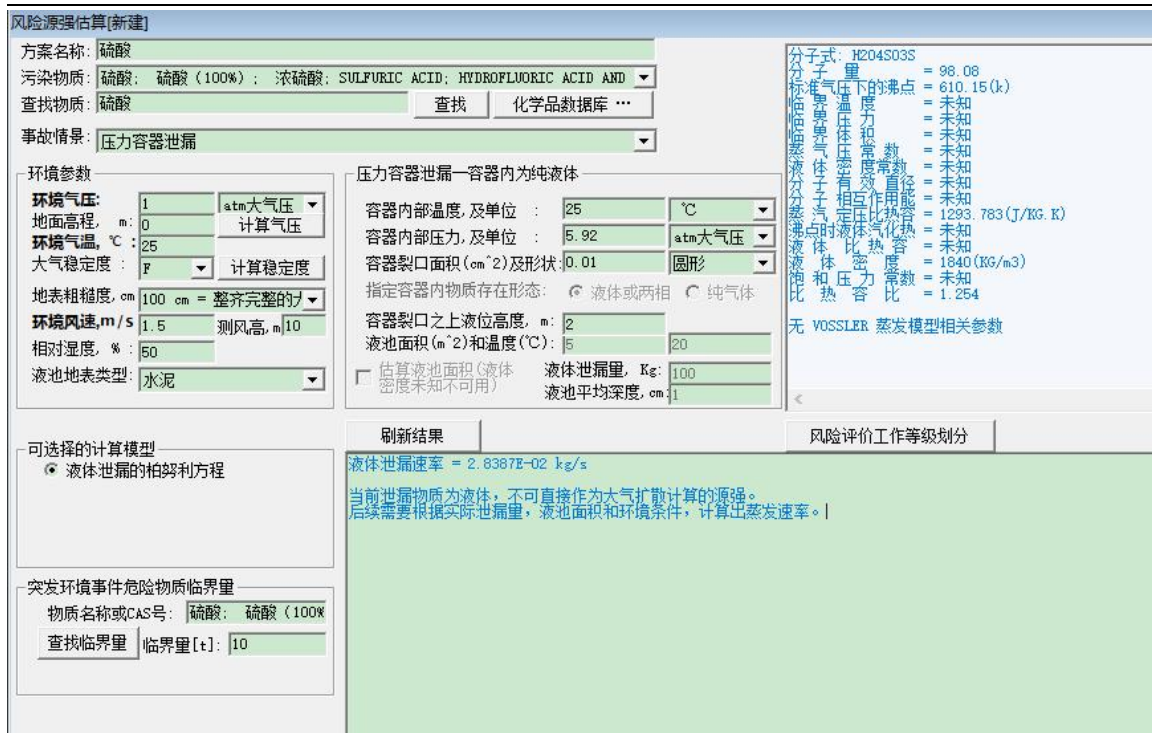 风险源强估算[新建]
方案名称: 硫酸
污染物质: 硫酸; 硫酸 (100%) ; 浓硫酸; SULFURIC ACID; HYDROFLUORIC ACID AND
查找物质: 硫酸 查找 化学品数据库 …
事故情景: 压力容器泄漏
环境参数
环境气压: 1 atm大气压
地面高程, m: 0 计算气压
环境气温, ℃ : 25
大气稳定度 : F 计算稳定度
地表粗糙度, cm 100 cm = 整齐完整的
环境风速,m/s 1.5 测风高,m 10
相对湿度, % : 50
液池地表类型: 水泥
压力容器泄漏—容器内为纯液体
容器内部温度,及单位 : 25 ℃
容器内部压力,及单位 : 5.92 atm大气压
容器裂口面积(cm^2)及形状: 0.01 圆形
指定容器内物质存在形态: 液体或两相 纯气体
容器裂口之上液位高度, m: 2
液池面积(m^2)和温度(℃): 5 20
估算液池面积(液体密度未知不可用) 液体泄漏量, Kg: 100
液池平均深度, cm: 1
分子式: H2O4SO3S
分 子 量 = 98.08
标准气压下的沸点 = 610.15(k)
临 界 温 度 = 未知
临 界 压 力 = 未知
临 界 体 积 = 未知
蒸 气 压 常 数 = 未知
液 体 密 度常数 = 未知
分 子 有 效 直径 = 未知
分 子 相互作用能 = 未知
蒸 汽 定压比热容 = 1293.783(J/KG.K)
沸点时液体汽化热 = 未知
液 体 比 热 容 = 未知
液 体 密 度 = 1840(KG/m3)
饱 和 压 力 常数 = 未知
比 热 容 比 = 1.254
无 VOSSLER 蒸发模型相关参数
刷新结果 风险评价工作等级划分
可选择的计算模型
液体泄漏的柏努利方程
液体泄漏速率 = 2.8387E-02 kg/s
当前泄漏物质为液体，不可直接作为大气扩散计算的源强。
后续需要根据实际泄漏量，液池面积和环境条件，计算出蒸发速率。
突发环境事件危险物质临界量
物质名称或CAS号: 硫酸; 硫酸 (100%
查找临界量 临界量[t]: 10